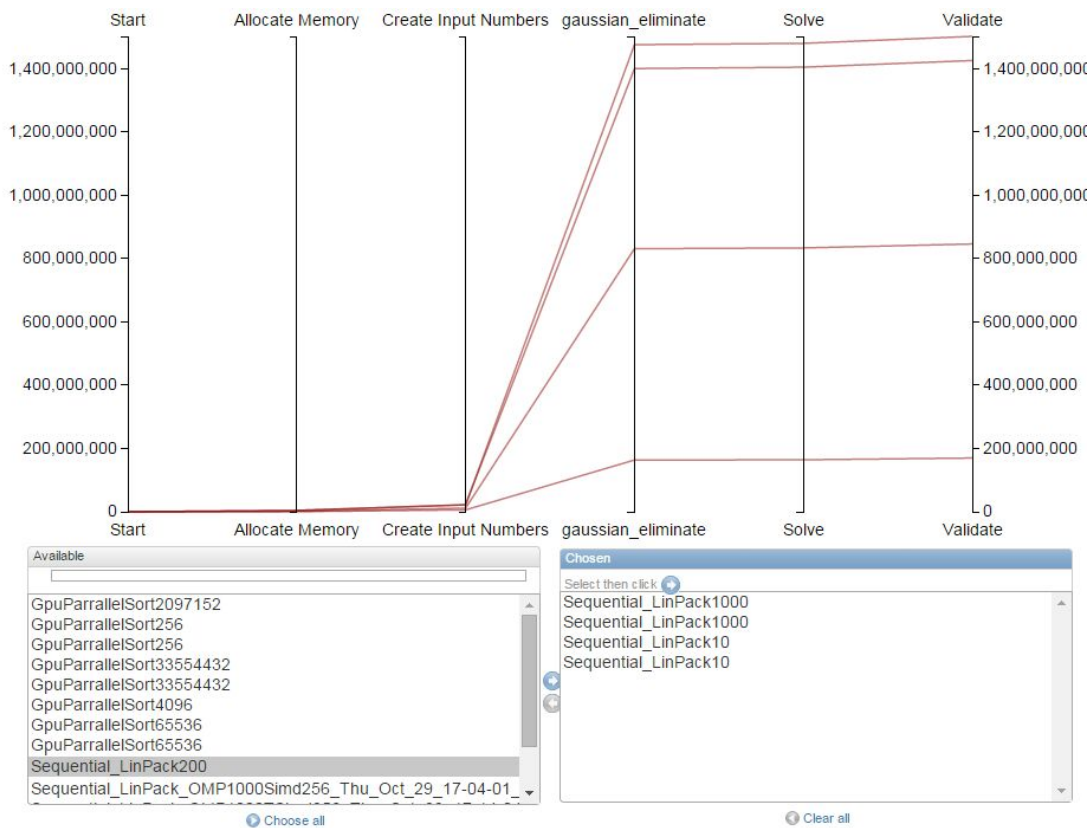 Start Allocate Memory Create Input Numbers gaussian_eliminate Solve Validate
1,400,000,000 1,400,000,000
1,200,000,000 1,200,000,000
1,000,000,000 1,000,000,000
800,000,000 800,000,000
600,000,000 600,000,000
400,000,000 400,000,000
200,000,000 200,000,000
0 0
Start Allocate Memory Create Input Numbers gaussian_eliminate Solve Validate
Available
GpuParrallelSort2097152
GpuParrallelSort256
GpuParrallelSort256
GpuParrallelSort33554432
GpuParrallelSort33554432
GpuParrallelSort4096
GpuParrallelSort65536
GpuParrallelSort65536
Sequential_LinPack200
Sequential_LinPack_OMP1000Simd256_Thu_Oct_29_17-04-01_
Choose all
Chosen
Select then click
Sequential_LinPack1000
Sequential_LinPack1000
Sequential_LinPack10
Sequential_LinPack10
Clear all